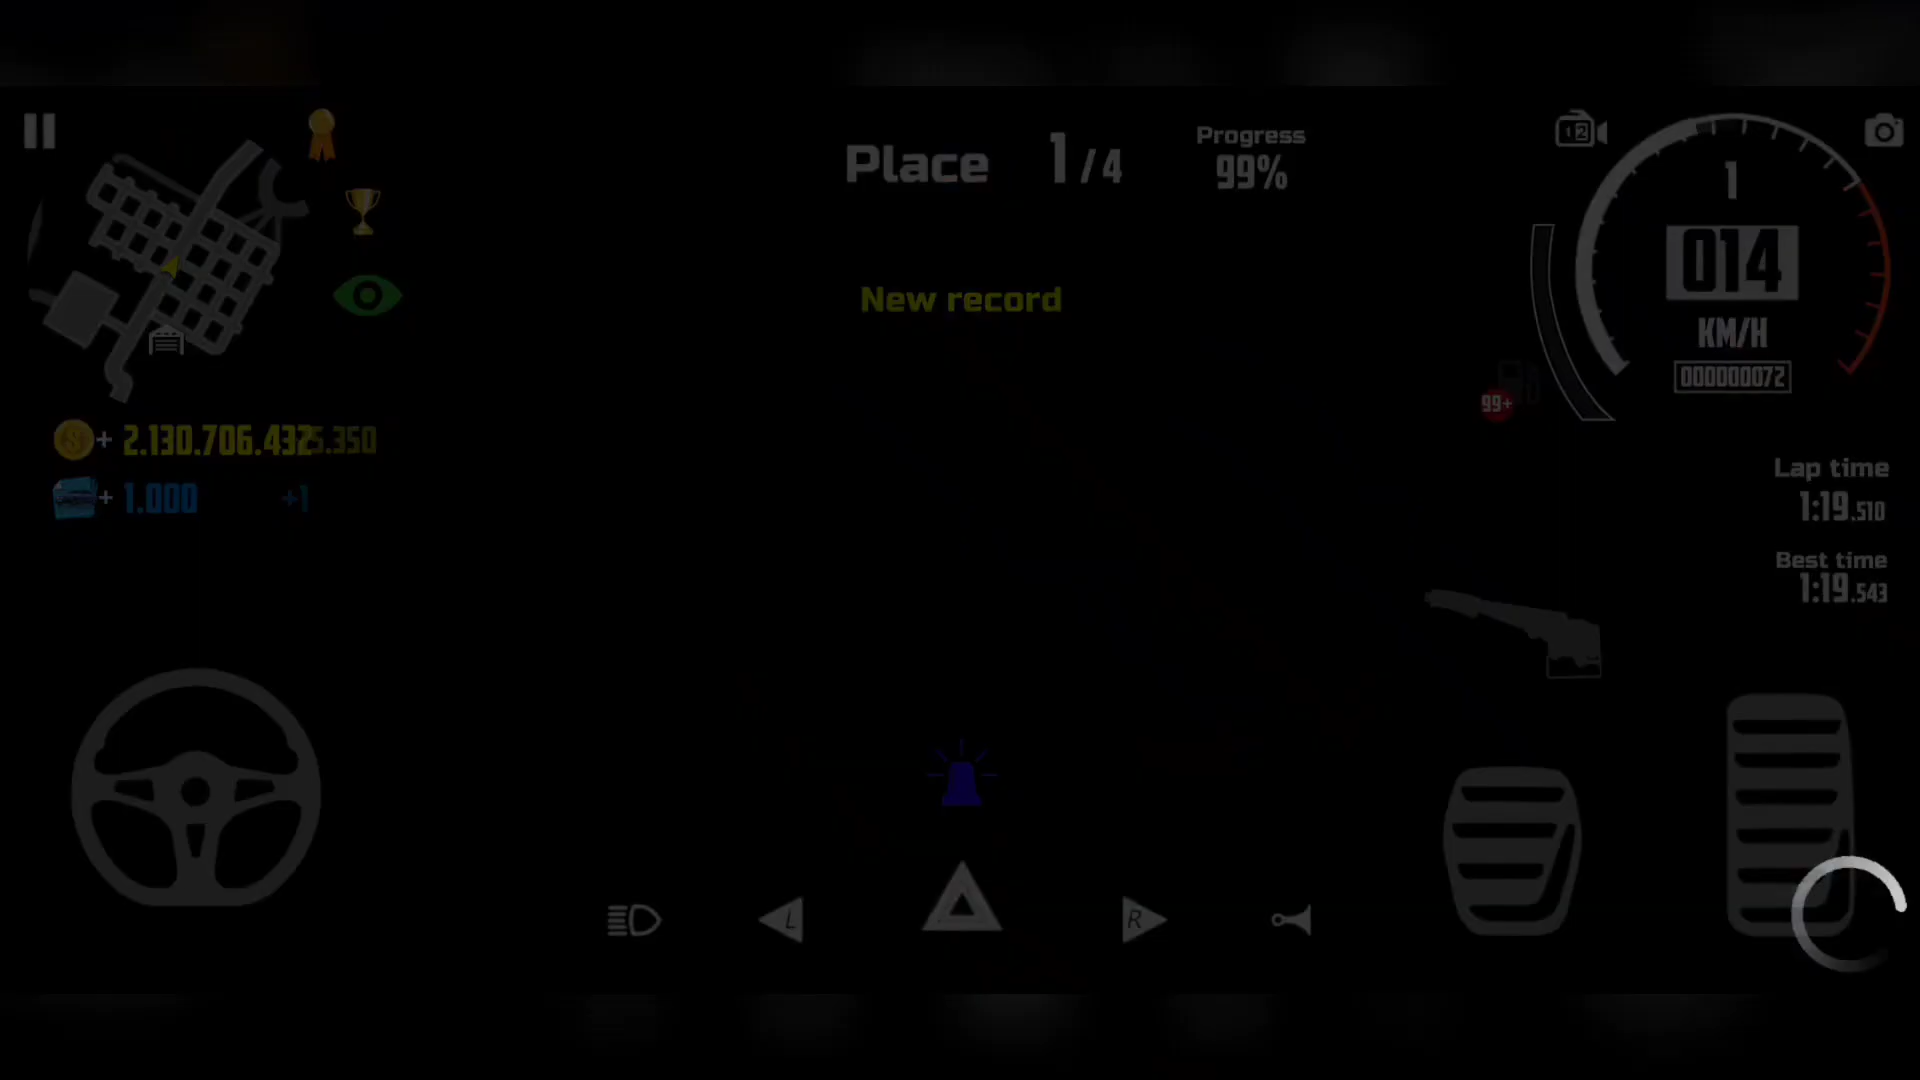 Place 1/4
Progress
99%
12
1
014
KM/H
000000072
New record
99+
+ 2.130.706.432 5.350
+ 1.000 +1
Lap time
1:19.510
Best time
1:19.543
L
R